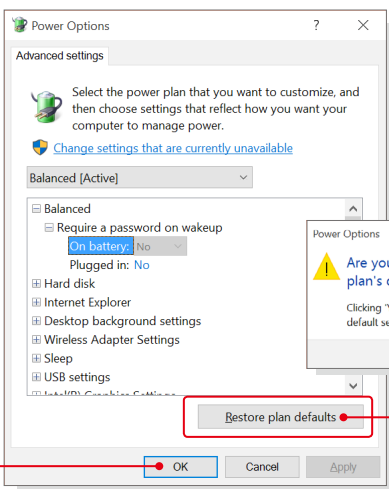 Power Options
Advanced settings
Select the power plan that you want to customize, and
then choose settings that reflect how you want your
computer to manage power.
Change settings that are currently unavailable
Balanced [Active]
Balanced
Require a password on wakeup
On battery: No
Plugged in: No
Hard disk
Internet Explorer
Desktop background settings
Wireless Adapter Settings
Sleep
USB settings
Intel(R) Graphics Settings
Power Options
Are you
plan's
Clicking
default
Restore plan defaults
OK Cancel Apply